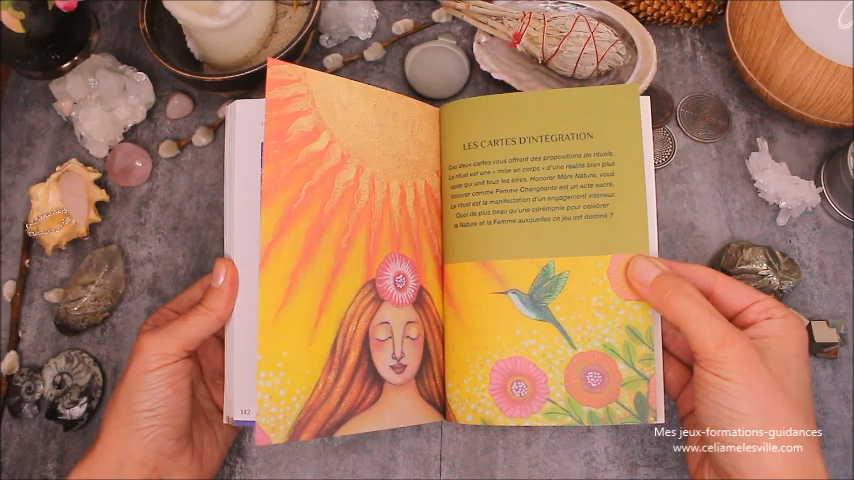 LES CARTES D'INTÉGRATION
Ces deux cartes vous offrent des propositions de rituels.
Le rituel est une « mise en corps » d'une réalité bien plus
vaste qui unit tous les êtres. Honorer Mère Nature, vous
honorer comme Femme Changeante est un acte sacré.
Le rituel est la manifestation d'un engagement intérieur.
Quoi de plus beau qu'une cérémonie pour célébrer
la Nature et la Femme auxquelles ce jeu est destiné ?
142
Mes jeux-formations-guidances
www.celiamelesville.com